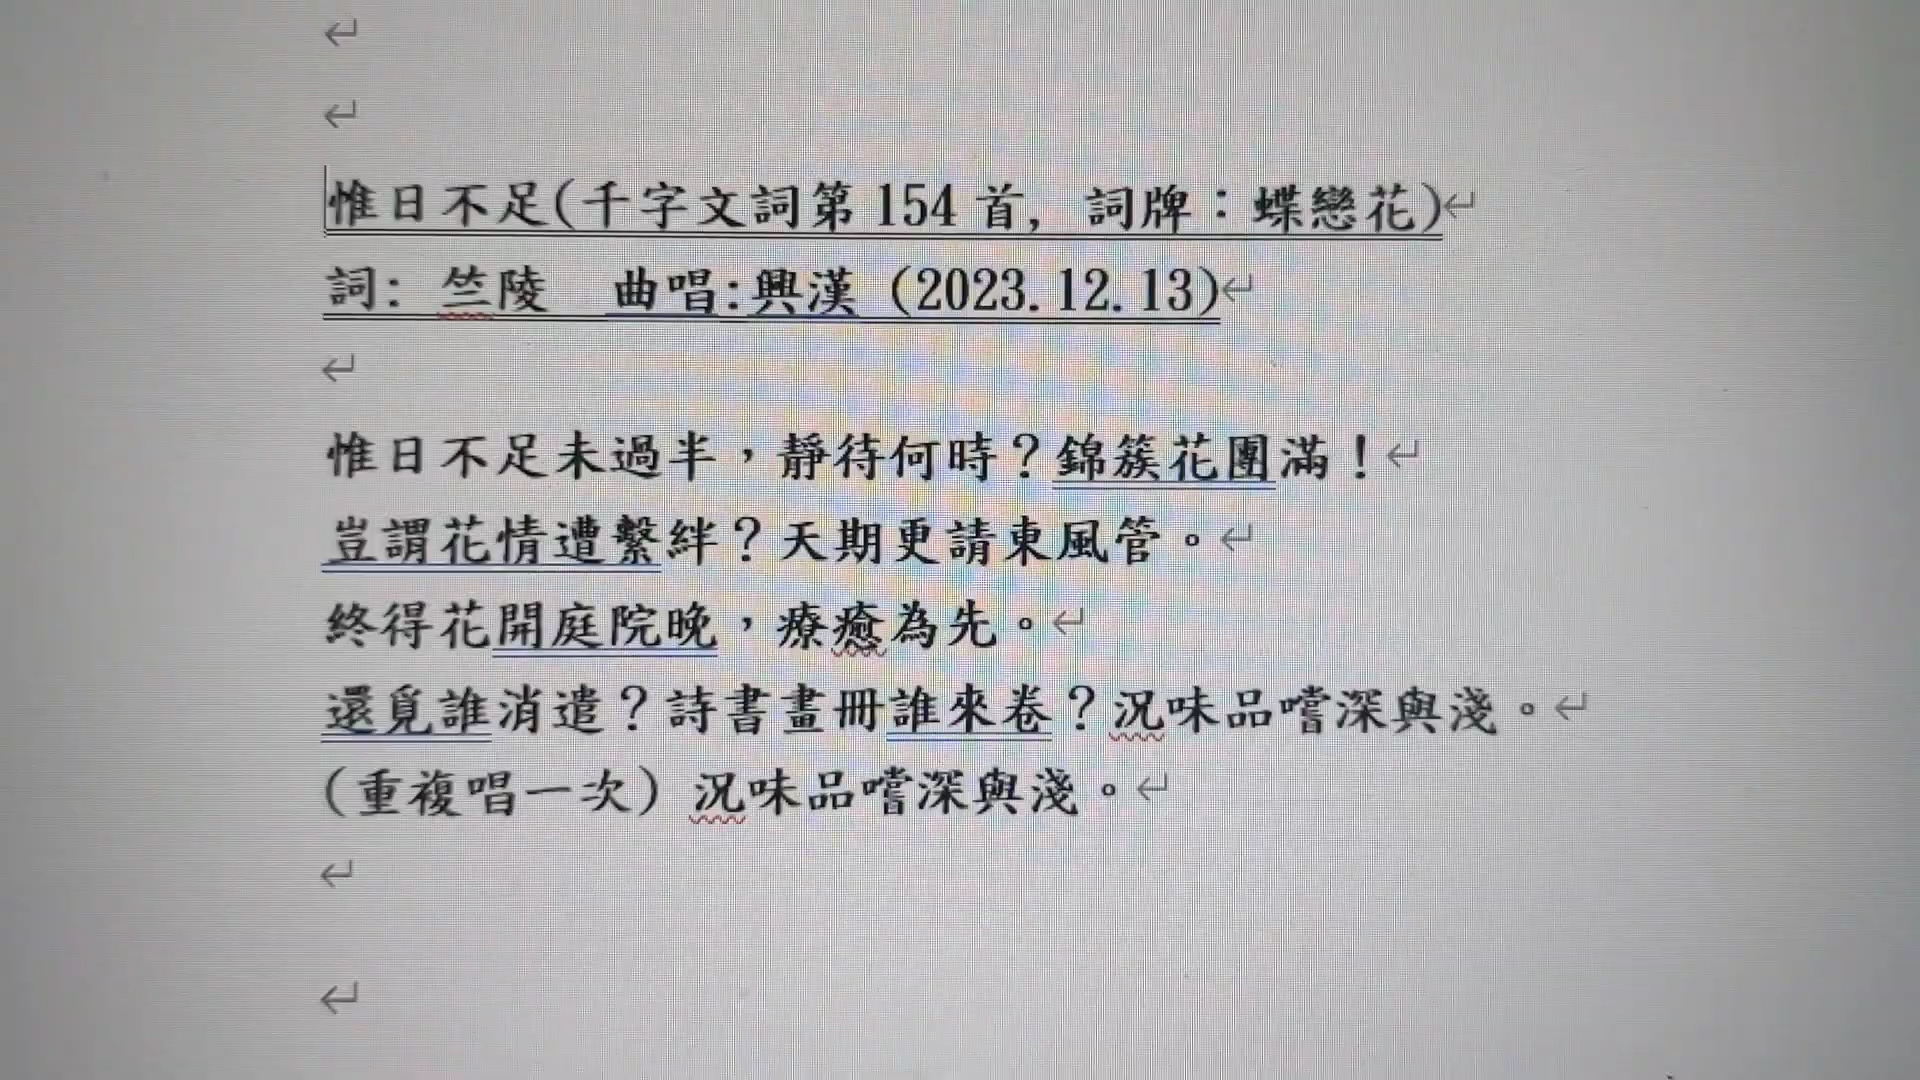 惟日不足(千字文詞第 154 首, 詞牌：蝶戀花)
詞: 竺陵 曲唱:興漢 (2023.12.13)
惟日不足未過半，靜待何時？錦簇花團滿！
豈謂花情遭繫絆？天期更請東風管。
終得花開庭院晚，療癒為先。
還覓誰消遣？詩書畫冊誰來卷？況味品嚐深與淺。
(重複唱一次) 況味品嚐深與淺。